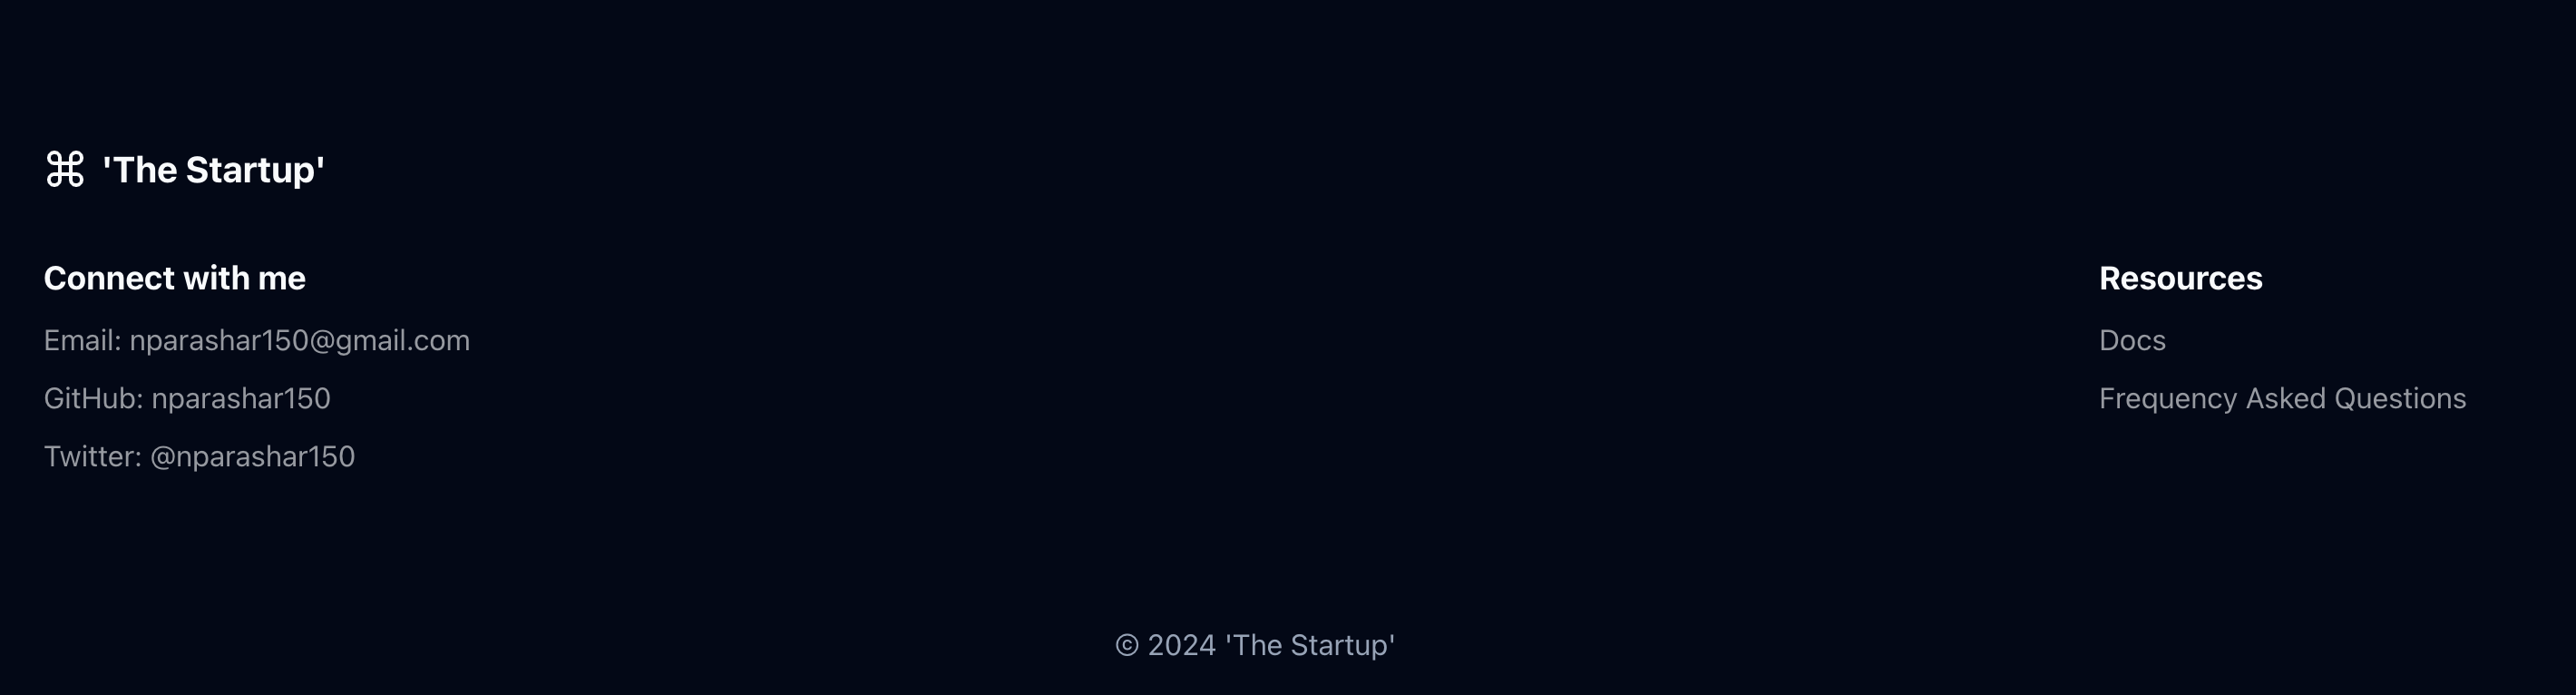 ⌘ 'The Startup'
Connect with me
Email: nparashar150@gmail.com
GitHub: nparashar150
Twitter: @nparashar150
Resources
Docs
Frequency Asked Questions
© 2024 'The Startup'